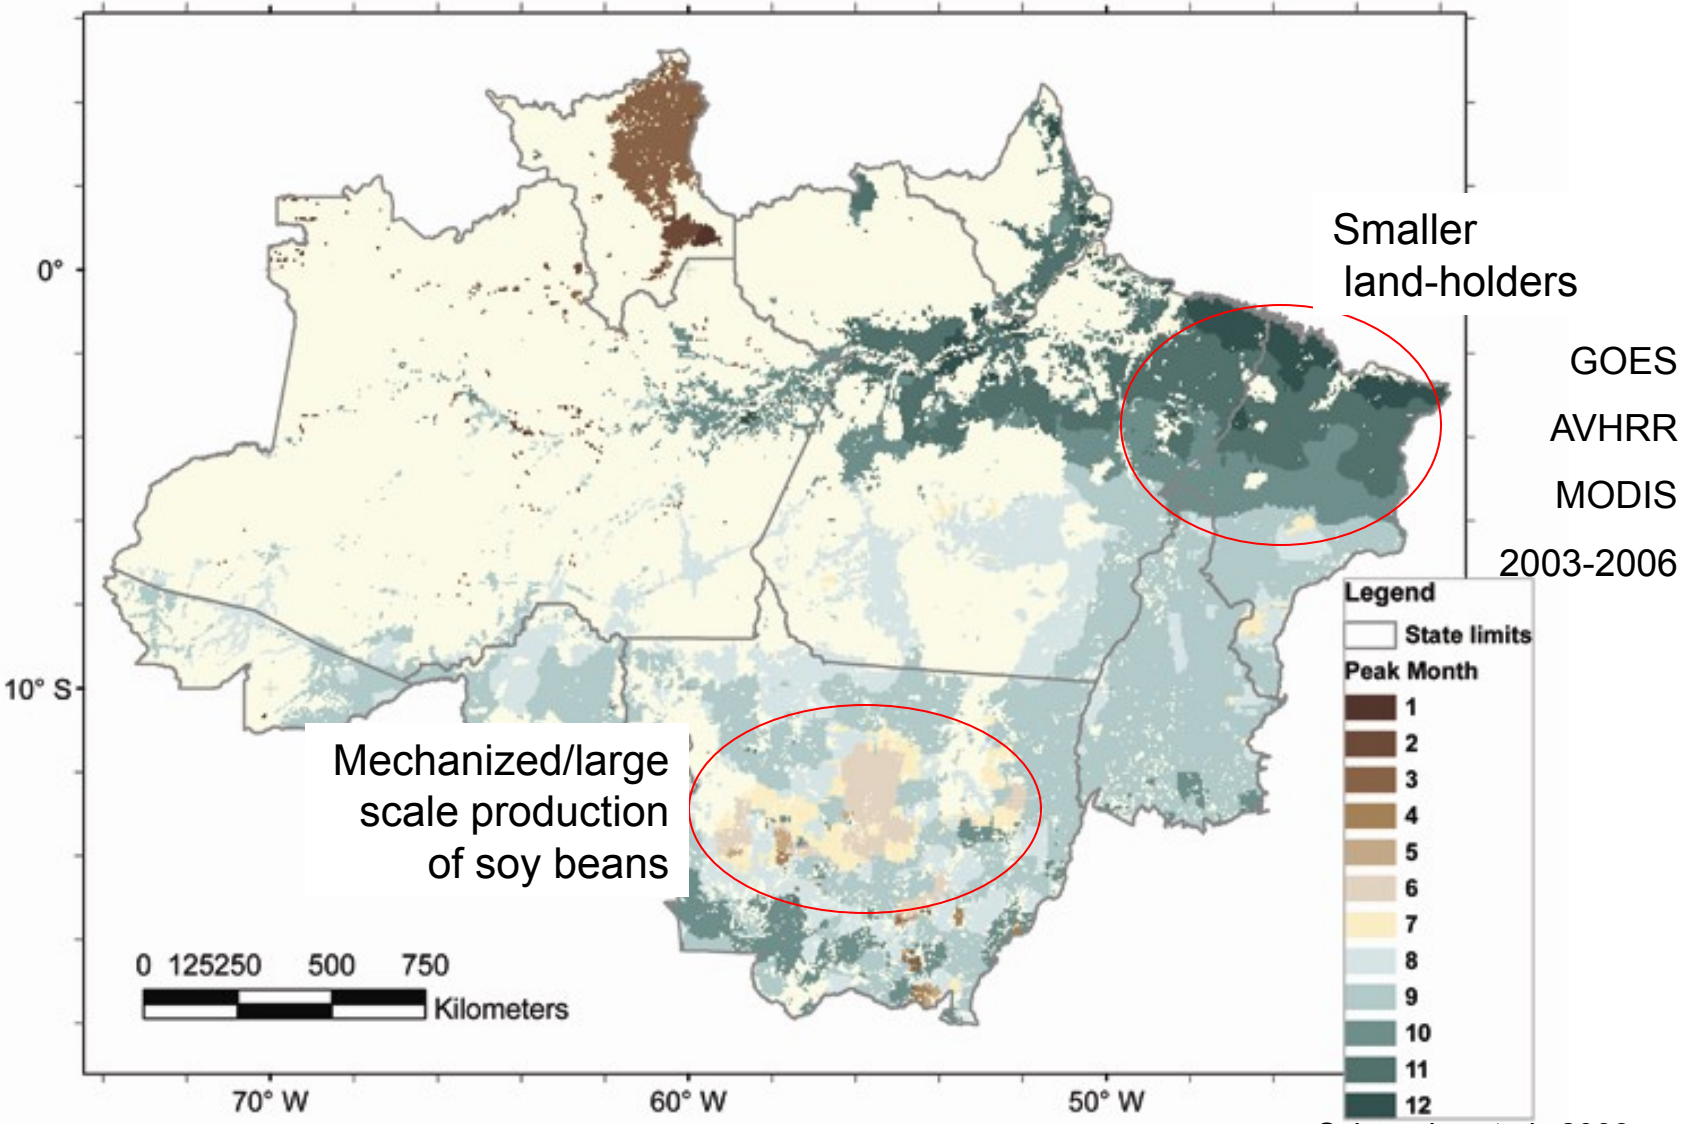 Smaller
land-holders
GOES
AVHRR
MODIS
2003-2006
0°
10° S
Mechanized/large
scale production
of soy beans
0 125250 500 750
Kilometers
70° W 60° W 50° W
Legend
State limits
Peak Month
1
2
3
4
5
6
7
8
9
10
11
12